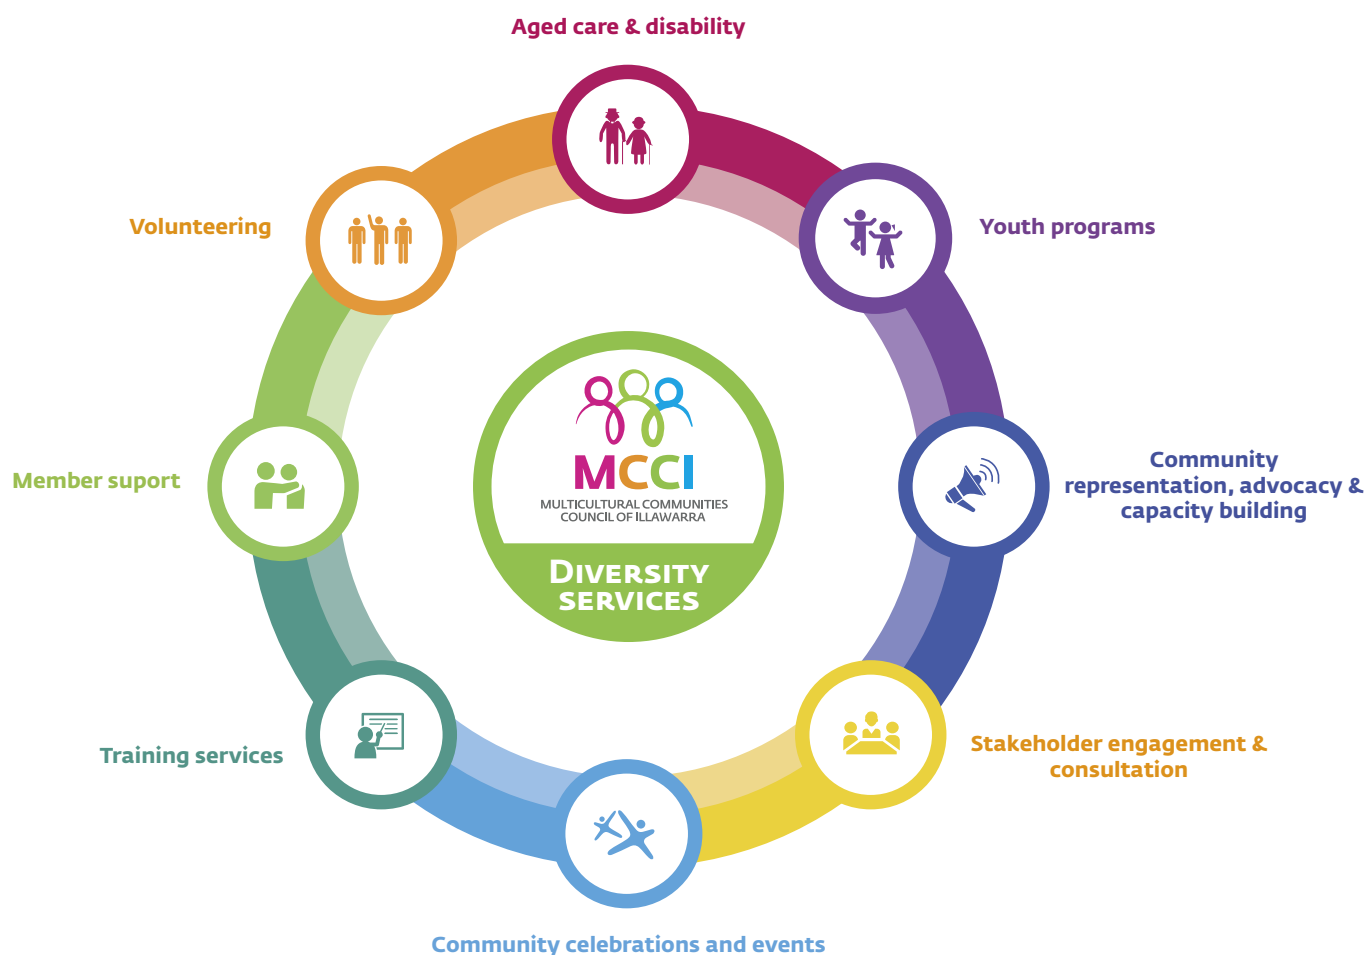 Aged care & disability
Volunteering
Youth programs
Member suport
MCCI
MULTICULTURAL COMMUNITIES
COUNCIL OF ILLAWARRA
DIVERSITY
SERVICES
Community
representation, advocacy &
capacity building
Training services
Stakeholder engagement &
consultation
Community celebrations and events